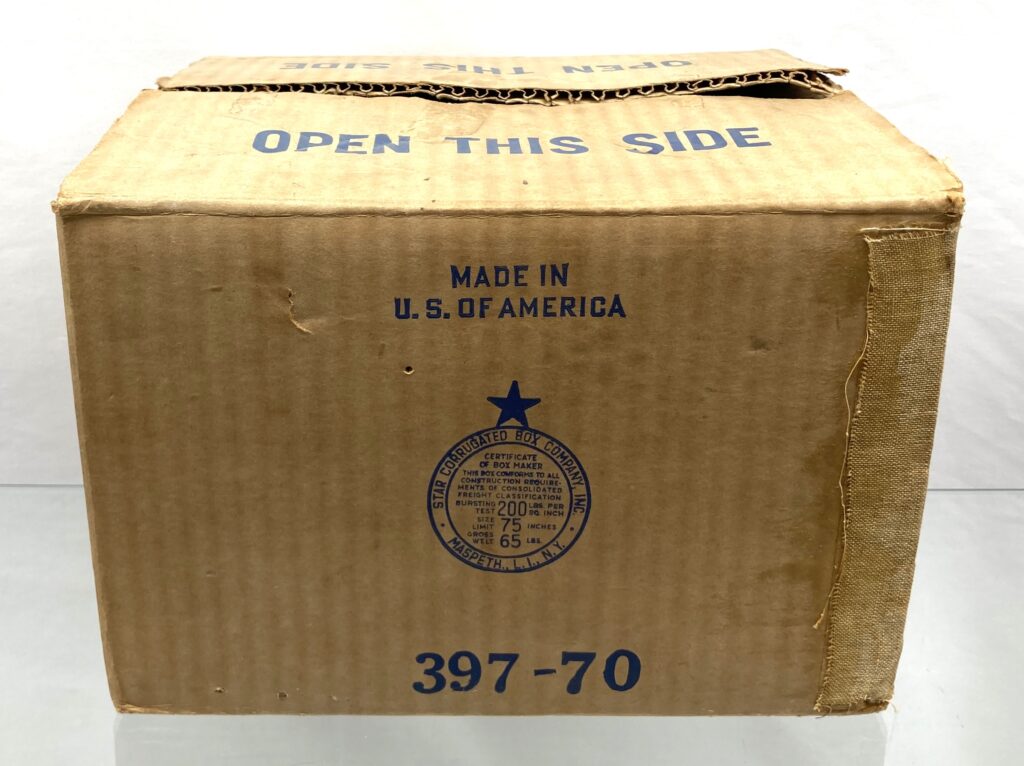 OPEN THIS SIDE
OPEN THIS SIDE
MADE IN
U. S. OF AMERICA
STAR CORRUGATED BOX COMPANY, INC.
CERTIFICATE
OF BOX MAKER
THIS BOX CONFORMS TO ALL
CONSTRUCTION REQUIRE-
MENTS OF CONSOLIDATED
FREIGHT CLASSIFICATION
BURSTING TEST 200 LBS. PER SQ. INCH
SIZE LIMIT 75 INCHES
GROSS WE'LT 65 LBS.
MASPETH., L. I., N. Y.
397-70